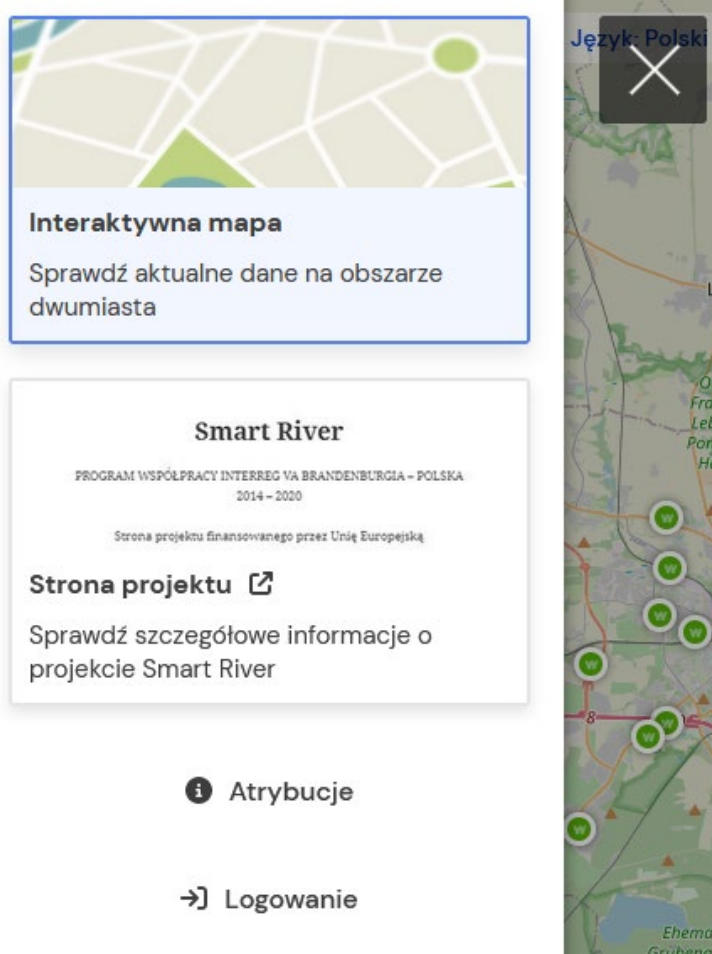 Język: Polski
Interaktywna mapa
Sprawdź aktualne dane na obszarze
dwumiasta
Smart River
PROGRAM WSPÓŁPRACY INTERREG VA BRANDENBURGIA – POLSKA
2014 – 2020
Strona projektu finansowanego przez Unię Europejską
Strona projektu
Sprawdź szczegółowe informacje o
projekcie Smart River
Atrybucje
Logowanie
W
W
W
W
W
8
W
W
W